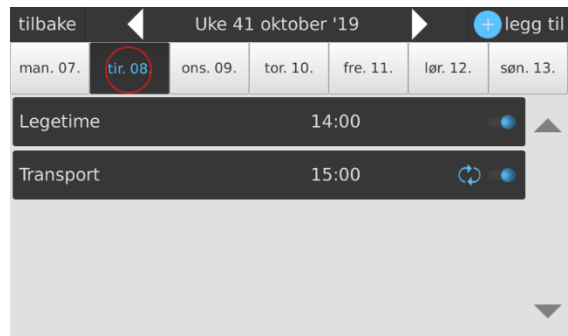 tilbake Uke 41 oktober '19 + legg til
man. 07. tir. 08. ons. 09. tor. 10. fre. 11. lør. 12. søn. 13.
Legetime 14:00
Transport 15:00